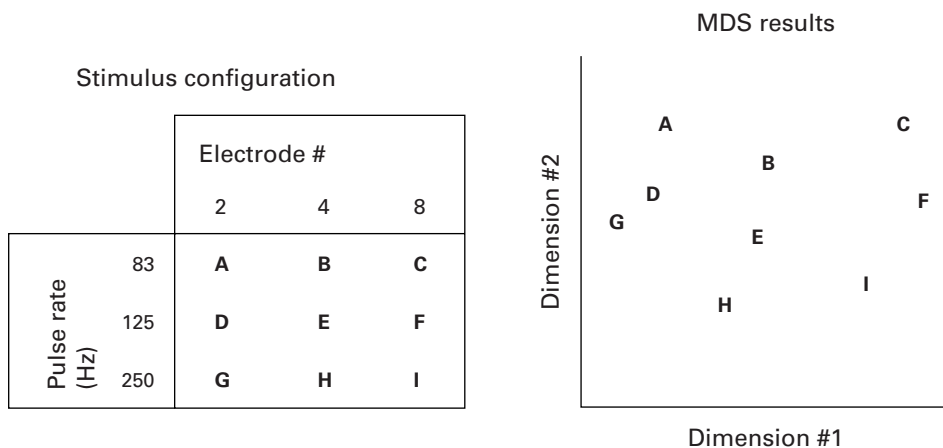 Stimulus configuration
Electrode #
2 4 8
Pulse rate
(Hz)
83 A B C
125 D E F
250 G H I
MDS results
Dimension #2
A C
B
D F
G
E
I
H
Dimension #1